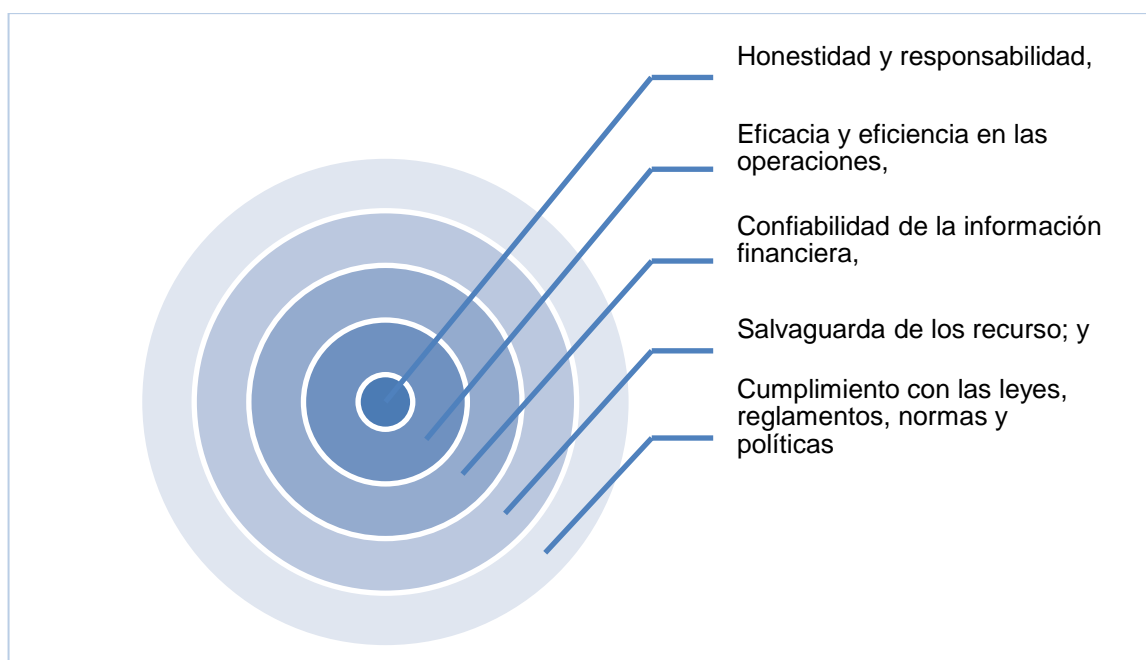 Honestidad y responsabilidad,
Eficacia y eficiencia en las
operaciones,
Confiabilidad de la información
financiera,
Salvaguarda de los recurso; y
Cumplimiento con las leyes,
reglamentos, normas y
políticas